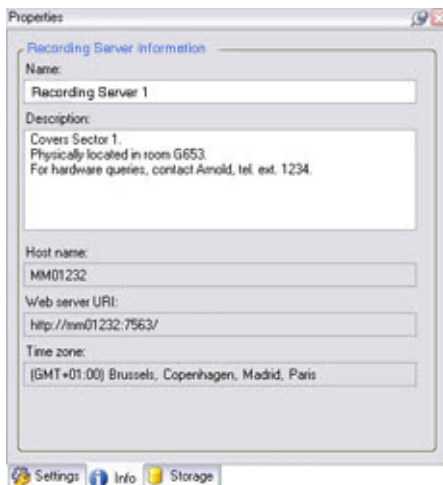 Properties
Recording Server information
Name:
Recording Server 1
Description:
Covers Sector 1.
Physically located in room G653.
For hardware queries, contact Arnold, tel. ext. 1234.
Host name:
MM01232
Web server URI:
http://mm01232:7563/
Time zone:
(GMT+01:00) Brussels, Copenhagen, Madrid, Paris
Settings Info Storage